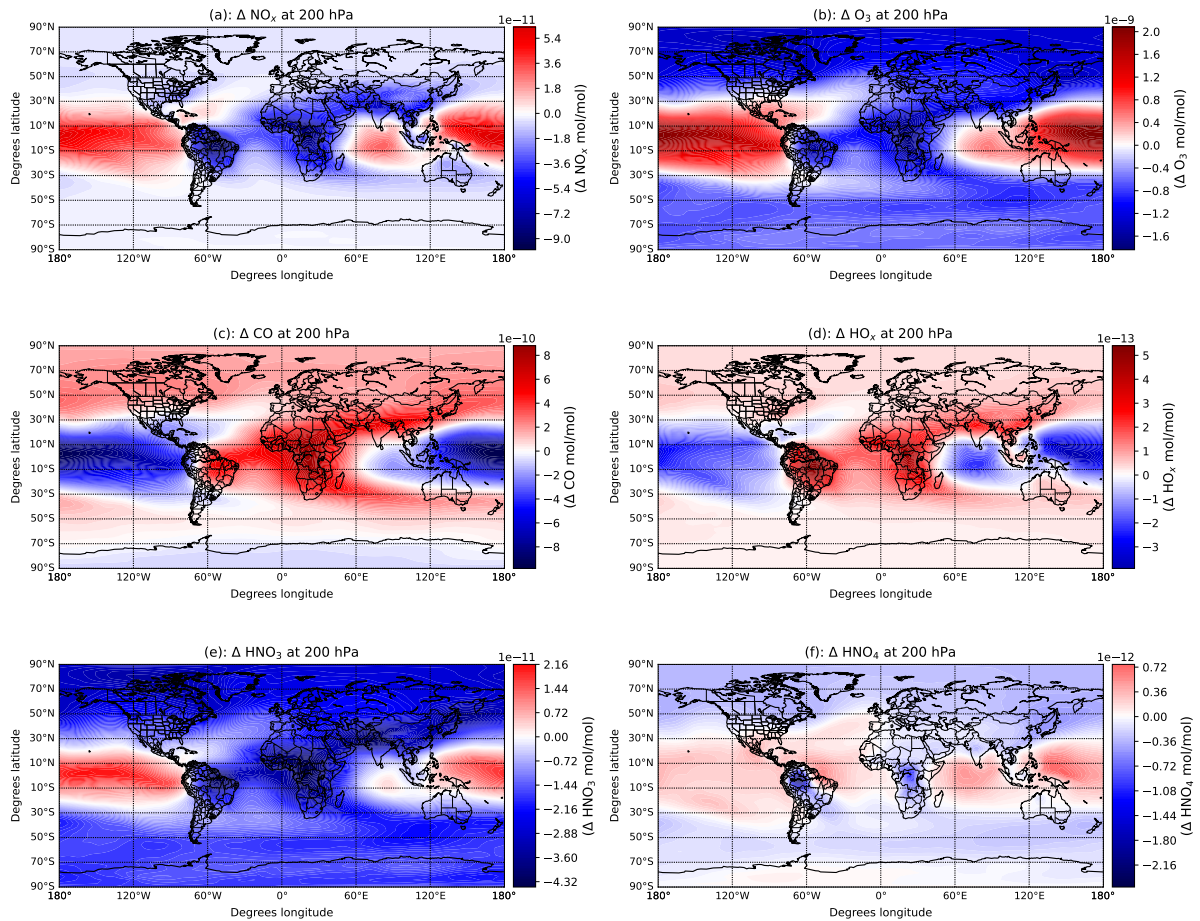 (a): Δ NOx at 200 hPa
1e−11
90°N
70°N
50°N
30°N
10°N
10°S
30°S
50°S
70°S
90°S
180°
120°W
60°W
0°
60°E
120°E
180°
Degrees longitude
Degrees latitude
5.4
3.6
1.8
0.0
−1.8
−3.6
−5.4
−7.2
−9.0
(Δ NOx mol/mol)
(b): Δ O3 at 200 hPa
1e−9
90°N
70°N
50°N
30°N
10°N
10°S
30°S
50°S
70°S
90°S
180°
120°W
60°W
0°
60°E
120°E
180°
Degrees longitude
Degrees latitude
2.0
1.6
1.2
0.8
0.4
0.0
−0.4
−0.8
−1.2
−1.6
(Δ O3 mol/mol)
(c): Δ CO at 200 hPa
1e−10
90°N
70°N
50°N
30°N
10°N
10°S
30°S
50°S
70°S
90°S
180°
120°W
60°W
0°
60°E
120°E
180°
Degrees longitude
Degrees latitude
8
6
4
2
0
−2
−4
−6
−8
(Δ CO mol/mol)
(d): Δ HOx at 200 hPa
1e−13
90°N
70°N
50°N
30°N
10°N
10°S
30°S
50°S
70°S
90°S
180°
120°W
60°W
0°
60°E
120°E
180°
Degrees longitude
Degrees latitude
5
4
3
2
1
0
−1
−2
−3
(Δ HOx mol/mol)
(e): Δ HNO3 at 200 hPa
1e−11
90°N
70°N
50°N
30°N
10°N
10°S
30°S
50°S
70°S
90°S
180°
120°W
60°W
0°
60°E
120°E
180°
Degrees longitude
Degrees latitude
2.16
1.44
0.72
0.00
−0.72
−1.44
−2.16
−2.88
−3.60
−4.32
(Δ HNO3 mol/mol)
(f): Δ HNO4 at 200 hPa
1e−12
90°N
70°N
50°N
30°N
10°N
10°S
30°S
50°S
70°S
90°S
180°
120°W
60°W
0°
60°E
120°E
180°
Degrees longitude
Degrees latitude
0.72
0.36
0.00
−0.36
−0.72
−1.08
−1.44
−1.80
−2.16
(Δ HNO4 mol/mol)